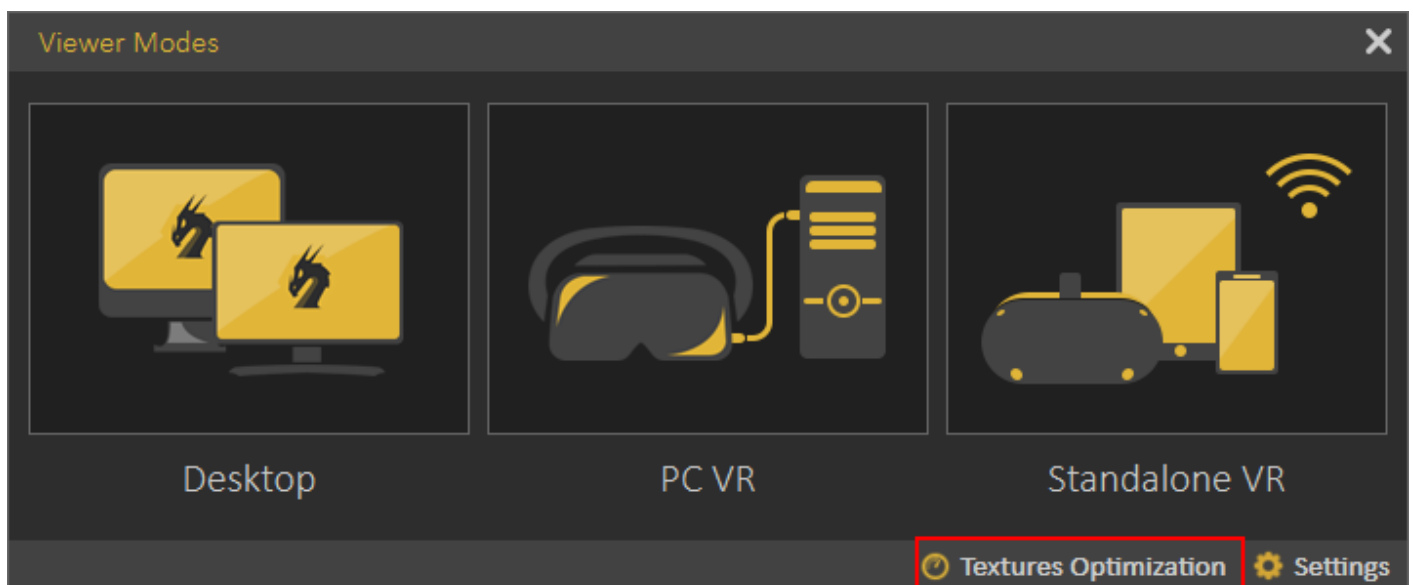 Viewer Modes
Desktop
PC VR
Standalone VR
Textures Optimization
Settings